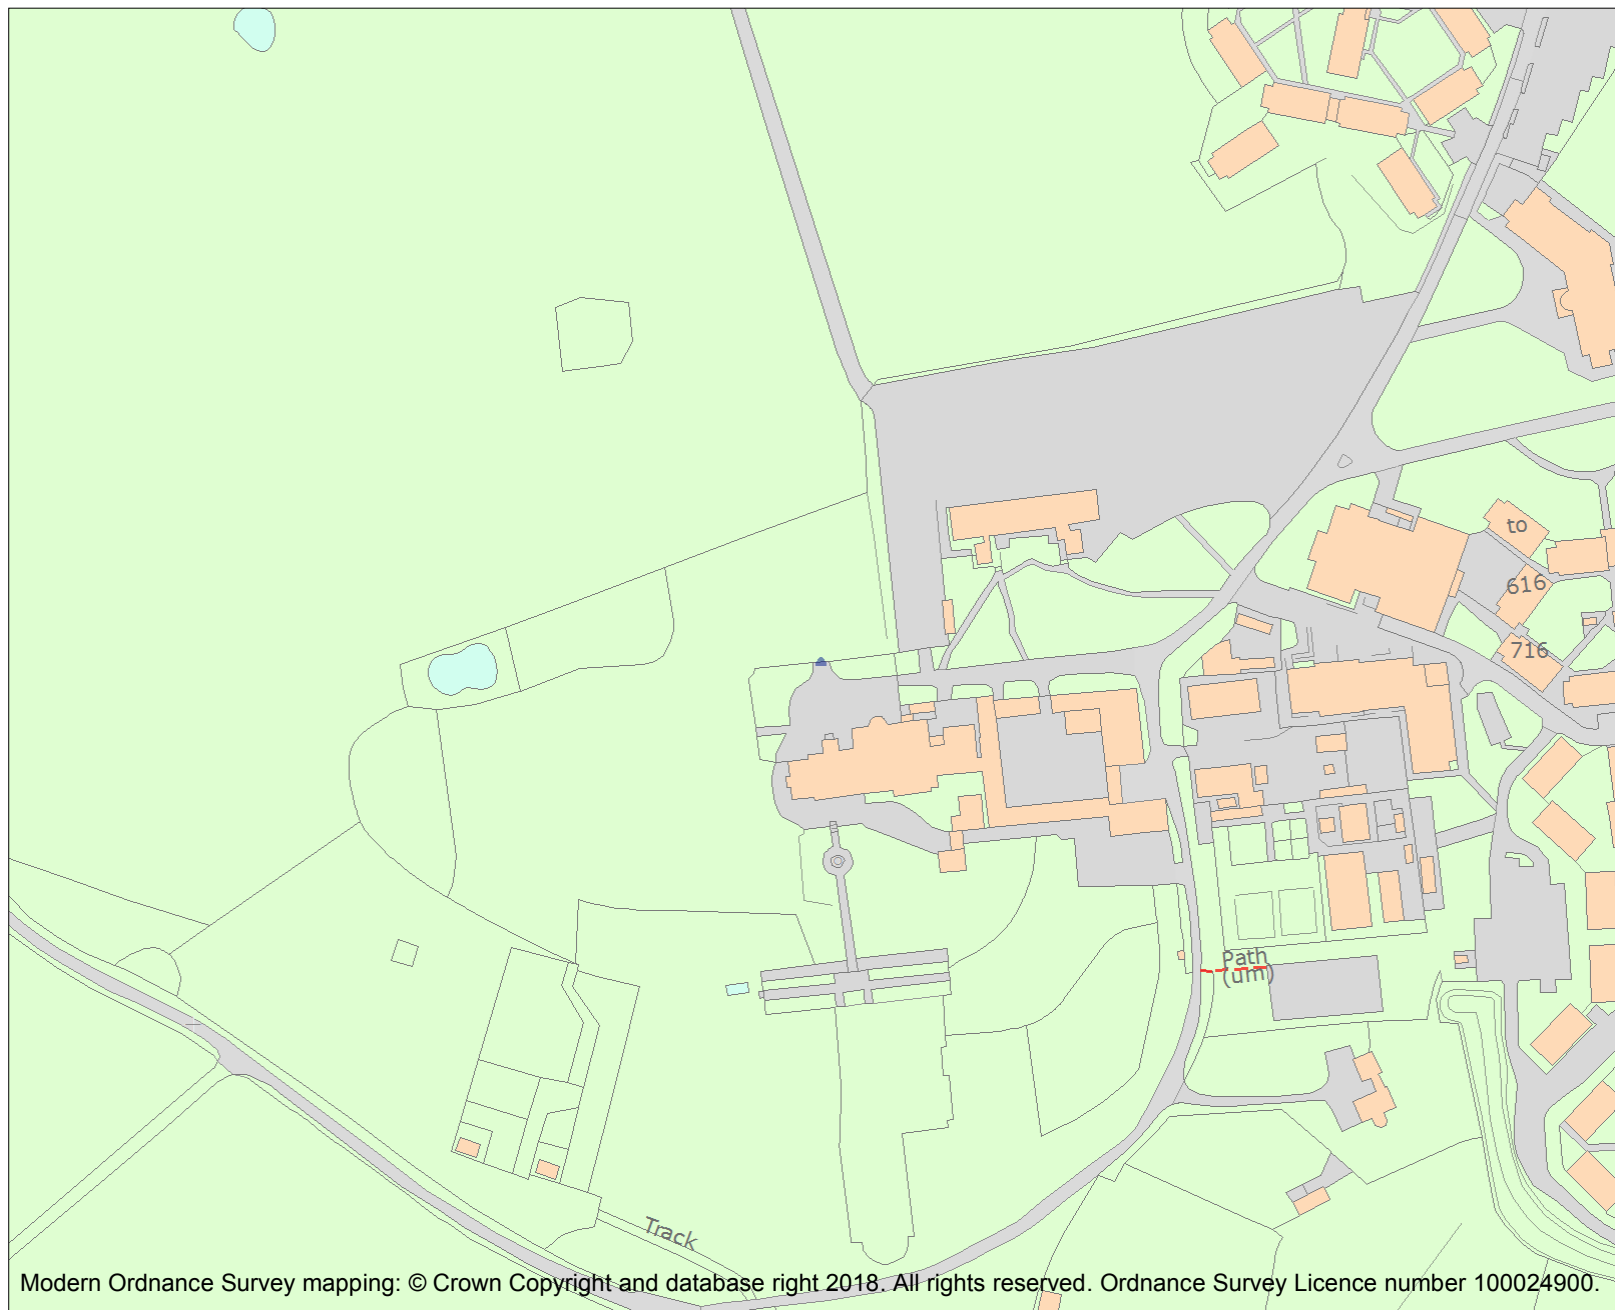 to
616
716
Path
(um)
Track
Modern Ordnance Survey mapping: © Crown Copyright and database right 2018. All rights reserved. Ordnance Survey Licence number 100024900.